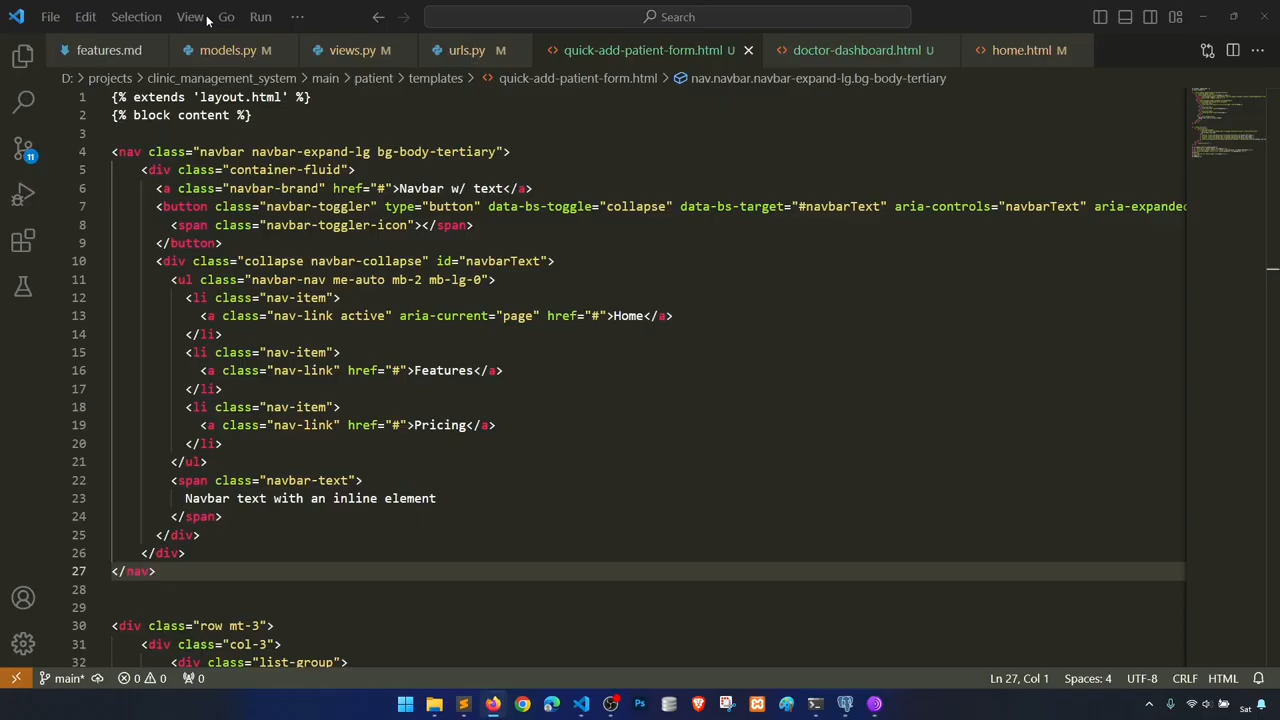 File Edit Selection View Go Run ··· Search
features.md models.py M views.py M urls.py M quick-add-patient-form.html U doctor-dashboard.html U home.html M
D: > projects > clinic_management_system > main > patient > templates > quick-add-patient-form.html > nav.navbar.navbar-expand-lg.bg-body-tertiary
1 {% extends 'layout.html' %}
2 {% block content %}
3
4 <nav class="navbar navbar-expand-lg bg-body-tertiary">
5 <div class="container-fluid">
6 <a class="navbar-brand" href="#">Navbar w/ text</a>
7 <button class="navbar-toggler" type="button" data-bs-toggle="collapse" data-bs-target="#navbarText" aria-controls="navbarText" aria-expanded
8 <span class="navbar-toggler-icon"></span>
9 </button>
10 <div class="collapse navbar-collapse" id="navbarText">
11 <ul class="navbar-nav me-auto mb-2 mb-lg-0">
12 <li class="nav-item">
13 <a class="nav-link active" aria-current="page" href="#">Home</a>
14 </li>
15 <li class="nav-item">
16 <a class="nav-link" href="#">Features</a>
17 </li>
18 <li class="nav-item">
19 <a class="nav-link" href="#">Pricing</a>
20 </li>
21 </ul>
22 <span class="navbar-text">
23 Navbar text with an inline element
24 </span>
25 </div>
26 </div>
27 </nav>
28
29
30 <div class="row mt-3">
31 <div class="col-3">
32 <div class="list-group">
11
main* 0 0 0 Ln 27, Col 1 Spaces: 4 UTF-8 CRLF HTML
Ps Sat